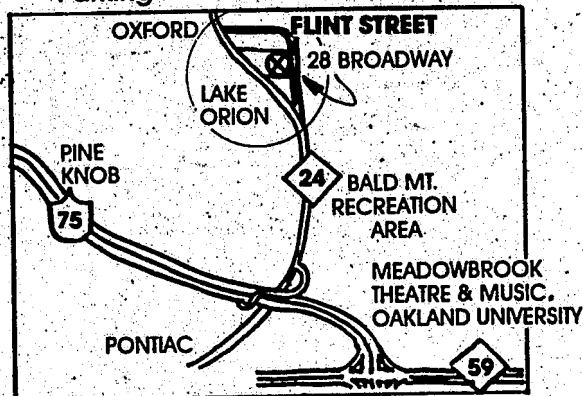 OXFORD
FLINT STREET
28 BROADWAY
LAKE
ORION
PINE
KNOB
75
24
BALD MT.
RECREATION
AREA
MEADOWBROOK
THEATRE & MUSIC.
OAKLAND UNIVERSITY
PONTIAC
59